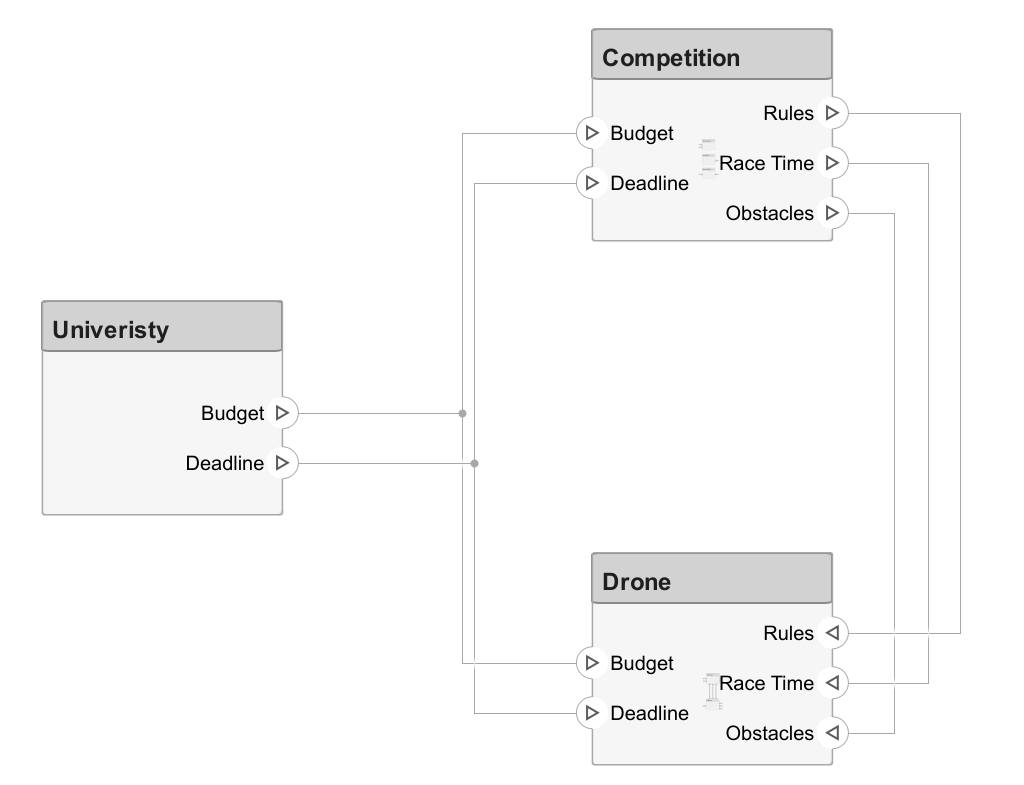 Competition
Rules
Budget
Race Time
Deadline
Obstacles
Univeristy
Budget
Deadline
Drone
Rules
Budget
Race Time
Deadline
Obstacles